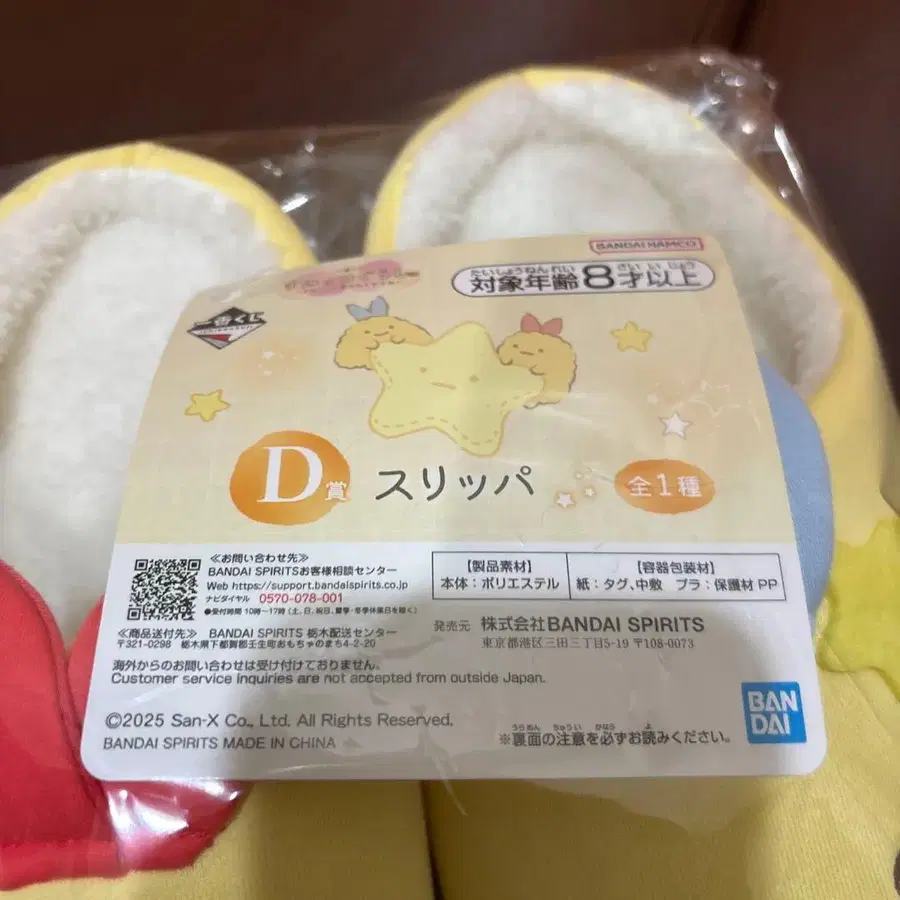 BANDAI NAMCO
たいしょうねんれい さい い じょう
対象年齢8才以上
一番くじ
D賞 スリッパ 全1種
≪お問い合わせ先≫
BANDAI SPIRITSお客様相談センター
Web https://support.bandaispirits.co.jp
ナビダイヤル 0570-078-001
●受付時間 10時〜17時 (土、日、祝日、夏季・冬季休業日を除く)
≪商品送付先≫ BANDAI SPIRITS 栃木配送センター
〒321-0298 栃木県下都賀郡壬生町おもちゃのまち4-2-20
【製品素材】
本体:ポリエステル
【容器包装材】
紙:タグ、中敷 プラ:保護材 PP
発売元 株式会社BANDAI SPIRITS
東京都港区三田三丁目5-19 〒108-0073
海外からのお問い合わせは受け付けておりません。
Customer service inquiries are not accepted from outside Japan.
©2025 San-X Co., Ltd. All Rights Reserved.
BANDAI SPIRITS MADE IN CHINA
うらめん ちゅうい かなら よ
※裏面の注意を必ずお読みください。
BAN
DAI